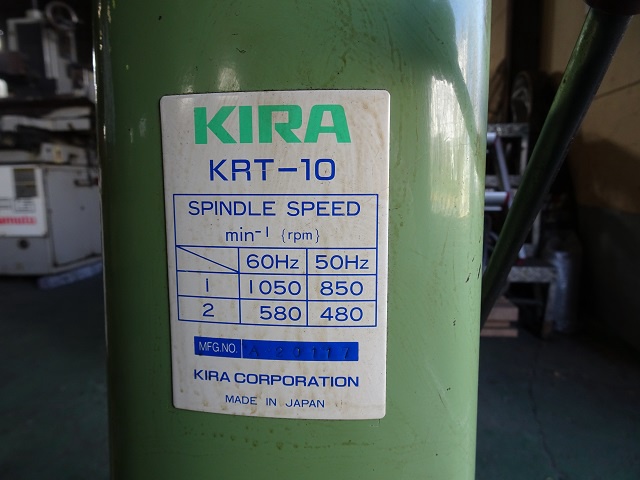 KIRA
KRT-10
SPINDLE SPEED
min-1 {rpm}
60Hz 50Hz
1 1050 850
2 580 480
MFG.NO.
KIRA CORPORATION
MADE IN JAPAN